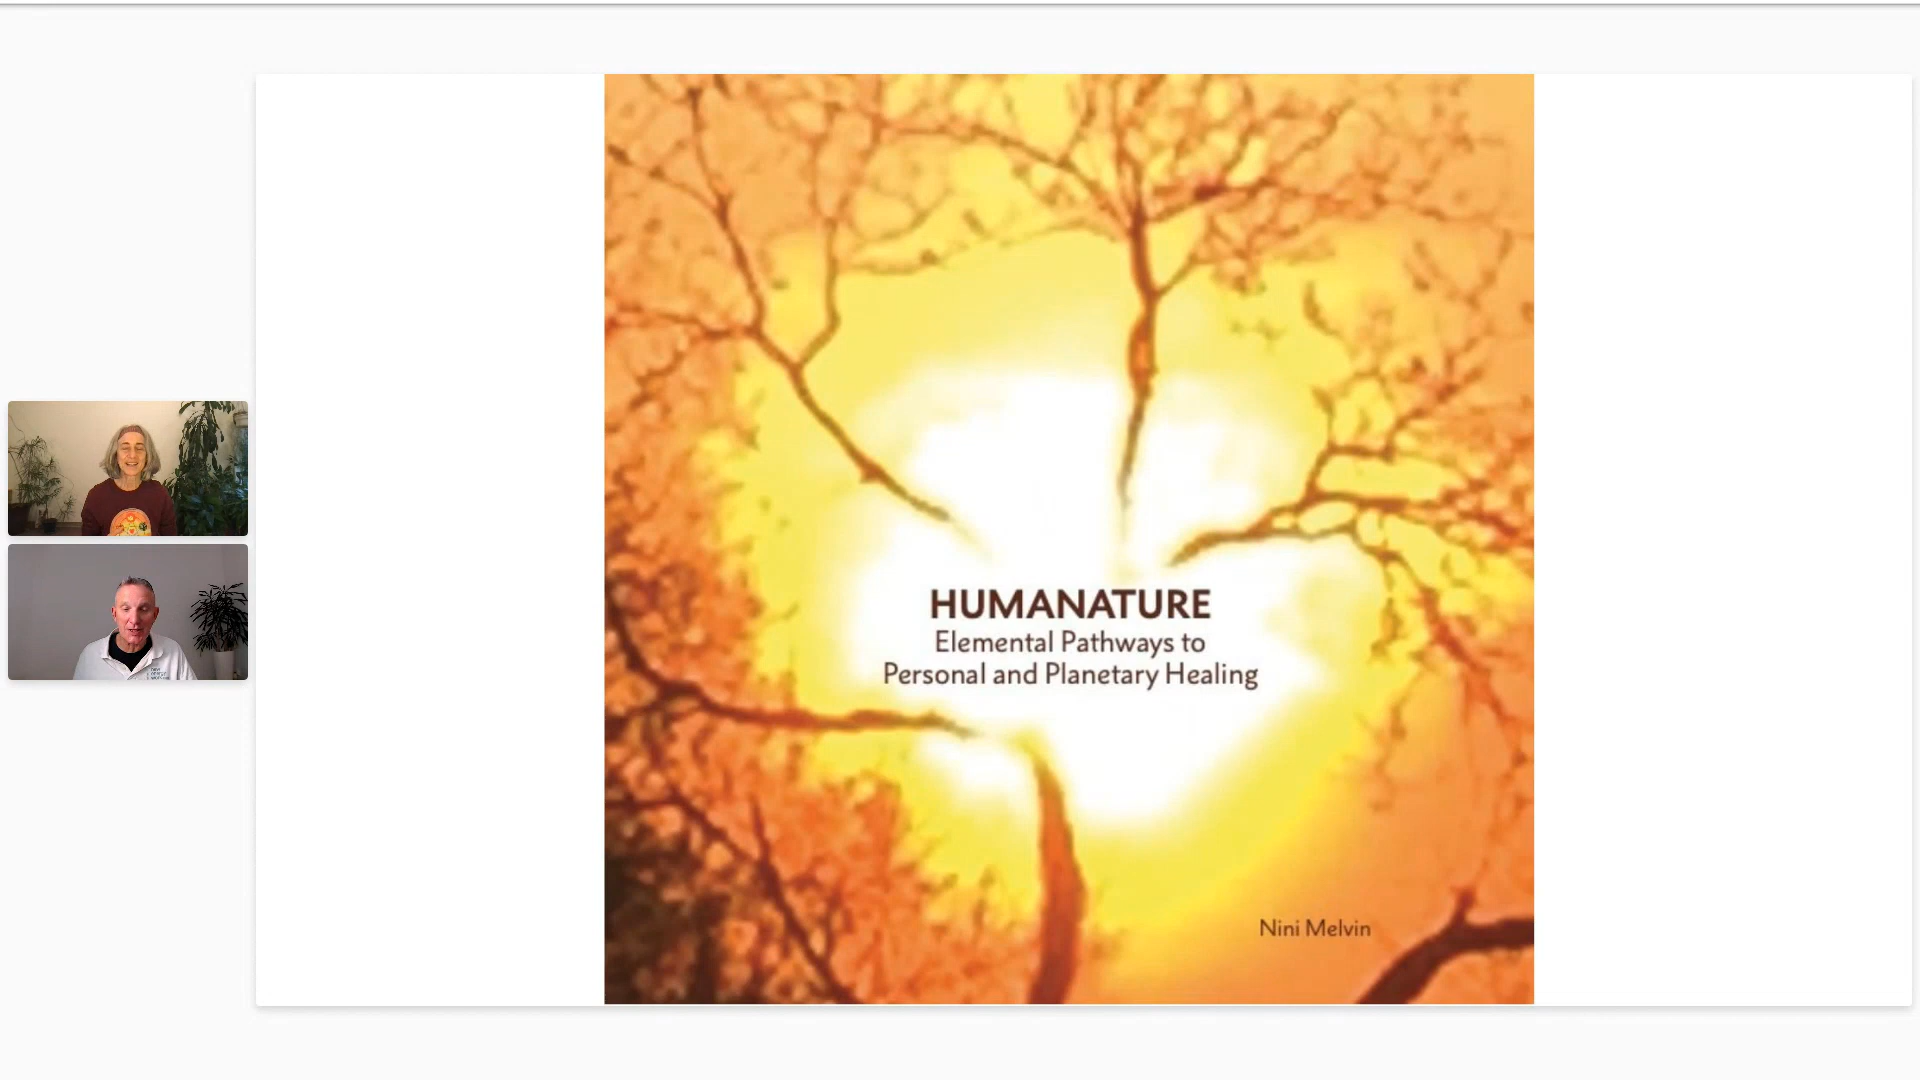 HUMANATURE
Elemental Pathways to
Personal and Planetary Healing
Nini Melvin